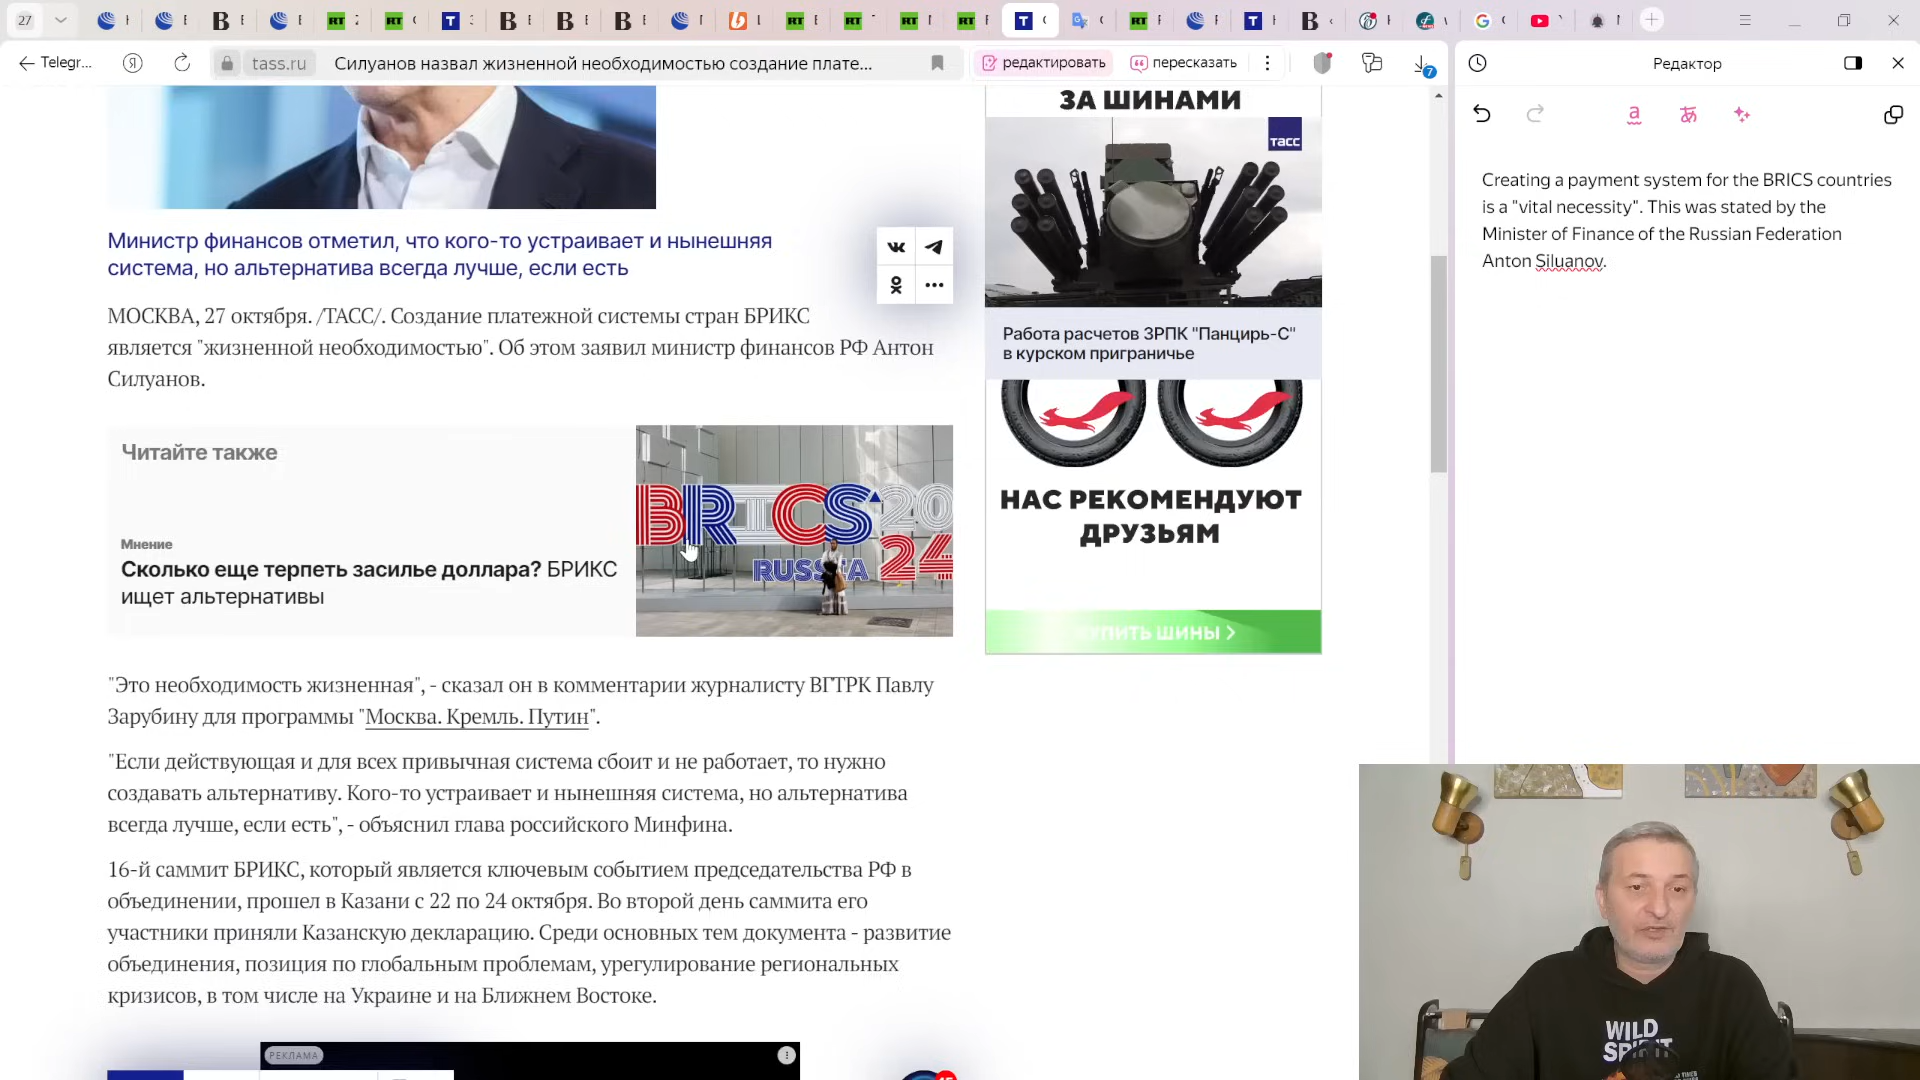 27
Telegr...
tass.ru
Силуанов назвал жизненной необходимостью создание плате...
редактировать
пересказать
7
Редактор
Creating a payment system for the BRICS countries
is a "vital necessity". This was stated by the
Minister of Finance of the Russian Federation
Anton Siluanov.
Министр финансов отметил, что кого-то устраивает и нынешняя
система, но альтернатива всегда лучше, если есть
МОСКВА, 27 октября. /ТАСС/. Создание платежной системы стран БРИКС
является "жизненной необходимостью". Об этом заявил министр финансов РФ Антон
Силуанов.
Читайте также
Мнение
Сколько еще терпеть засилье доллара? БРИКС
ищет альтернативы
BRICS 20
24
RUSSIA
"Это необходимость жизненная", - сказал он в комментарии журналисту ВГТРК Павлу
Зарубину для программы "Москва. Кремль. Путин".
"Если действующая и для всех привычная система сбоит и не работает, то нужно
создавать альтернативу. Кого-то устраивает и нынешняя система, но альтернатива
всегда лучше, если есть", - объяснил глава российского Минфина.
16-й саммит БРИКС, который является ключевым событием председательства РФ в
объединении, прошел в Казани с 22 по 24 октября. Во второй день саммита его
участники приняли Казанскую декларацию. Среди основных тем документа - развитие
объединения, позиция по глобальным проблемам, урегулирование региональных
кризисов, в том числе на Украине и на Ближнем Востоке.
РЕКЛАМА
ЗА ШИНАМИ
ТАСС
Работа расчетов ЗРПК "Панцирь-С"
в курском приграничье
НАС РЕКОМЕНДУЮТ
ДРУЗЬЯМ
ШИНЫ
WILD
SPIRIT